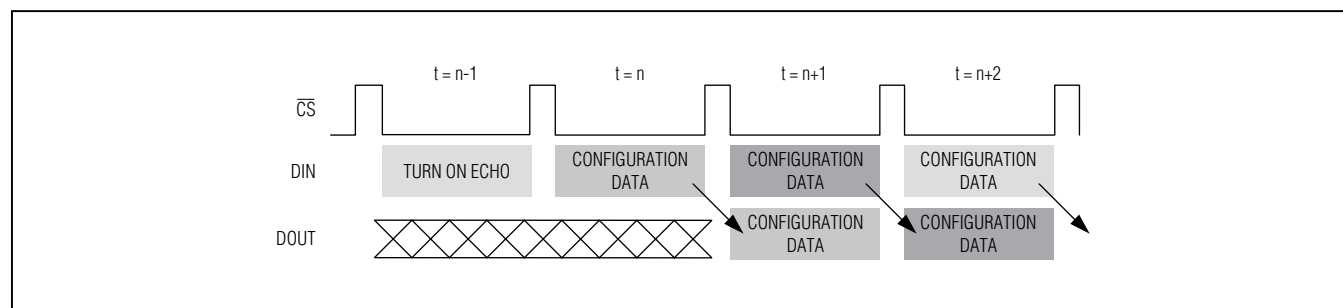 t = n-1
t = n
t = n+1
t = n+2
CS
DIN
TURN ON ECHO
CONFIGURATION
DATA
CONFIGURATION
DATA
CONFIGURATION
DATA
DOUT
CONFIGURATION
DATA
CONFIGURATION
DATA